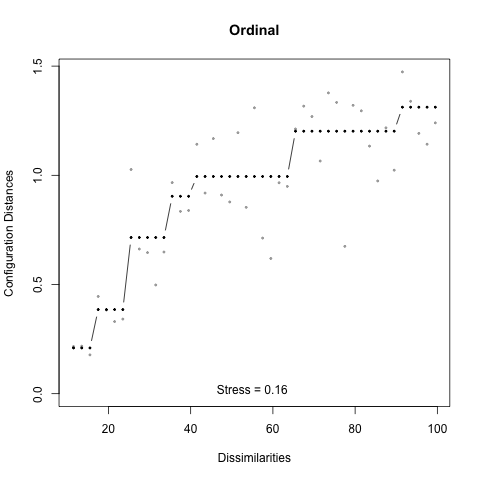 Ordinal
Configuration Distances
1.5
1.0
0.5
0.0
Stress = 0.16
20 40 60 80 100
Dissimilarities